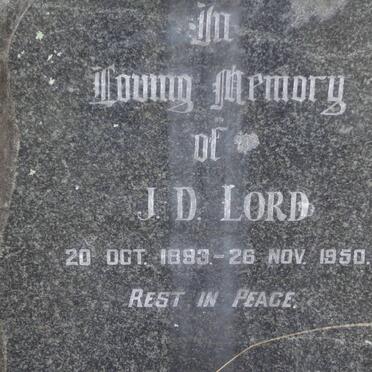 In
Loving Memory
of
J. D. LORD
20 OCT. 1893.- 26 NOV. 1950.
REST IN PEACE.